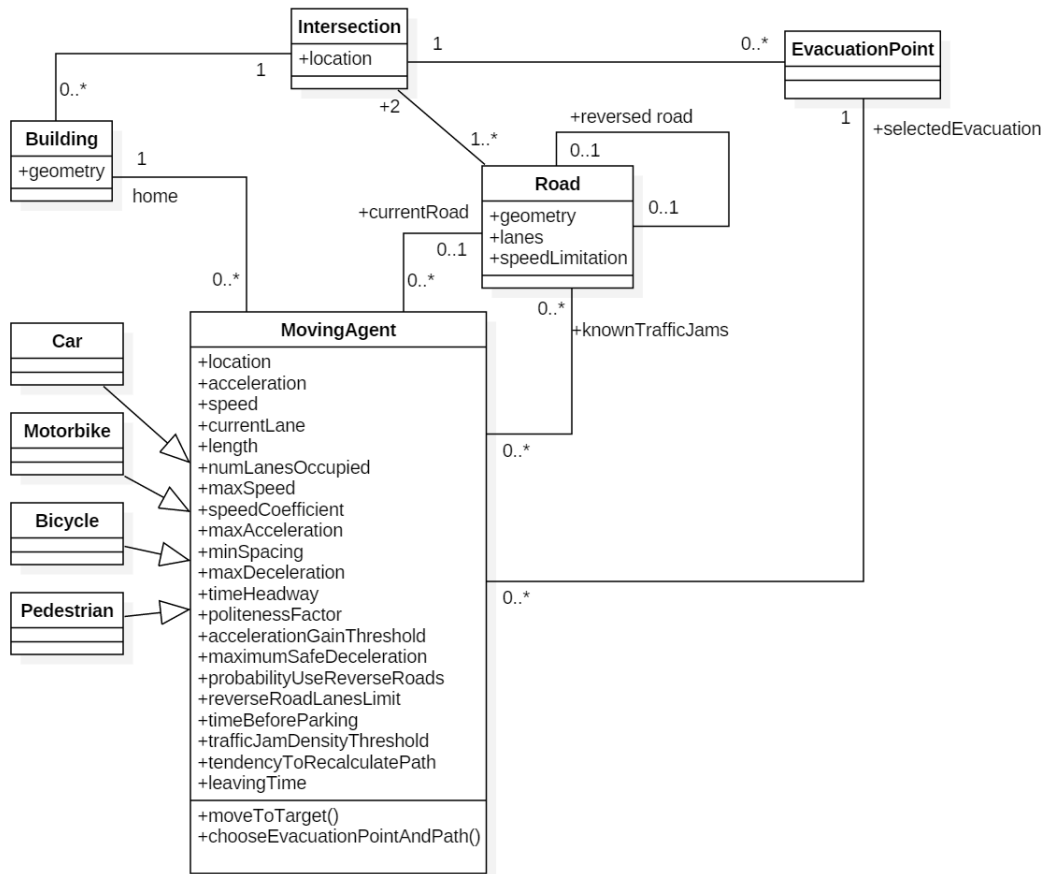 Intersection
+location
1
0..*
EvacuationPoint
1
0..*
+2
1
+selectedEvacuation
+reversed road
0..1
1..*
Building
+geometry
1
home
Road
+geometry
+lanes
+speedLimitation
0..1
+currentRoad
0..1
0..*
0..*
0..*
+knownTrafficJams
Car
Motorbike
Bicycle
Pedestrian
MovingAgent
+location
+acceleration
+speed
+currentLane
+length
+numLanesOccupied
+maxSpeed
+speedCoefficient
+maxAcceleration
+minSpacing
+maxDeceleration
+timeHeadway
+politenessFactor
+accelerationGainThreshold
+maximumSafeDeceleration
+probabilityUseReverseRoads
+reverseRoadLanesLimit
+timeBeforeParking
+trafficJamDensityThreshold
+tendencyToRecalculatePath
+leavingTime
+moveToTarget()
+chooseEvacuationPointAndPath()
0..*
0..*